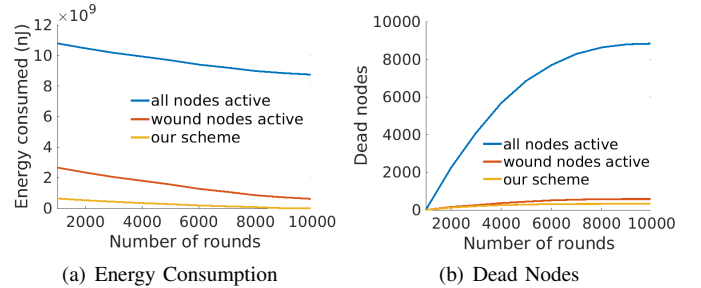 ×10⁹
12
10
8
6
4
2
0
Energy consumed (nJ)
all nodes active
wound nodes active
our scheme
2000 4000 6000 8000 10000
Number of rounds
(a) Energy Consumption
10000
8000
6000
4000
2000
0
Dead nodes
all nodes active
wound nodes active
our scheme
2000 4000 6000 8000 10000
Number of rounds
(b) Dead Nodes